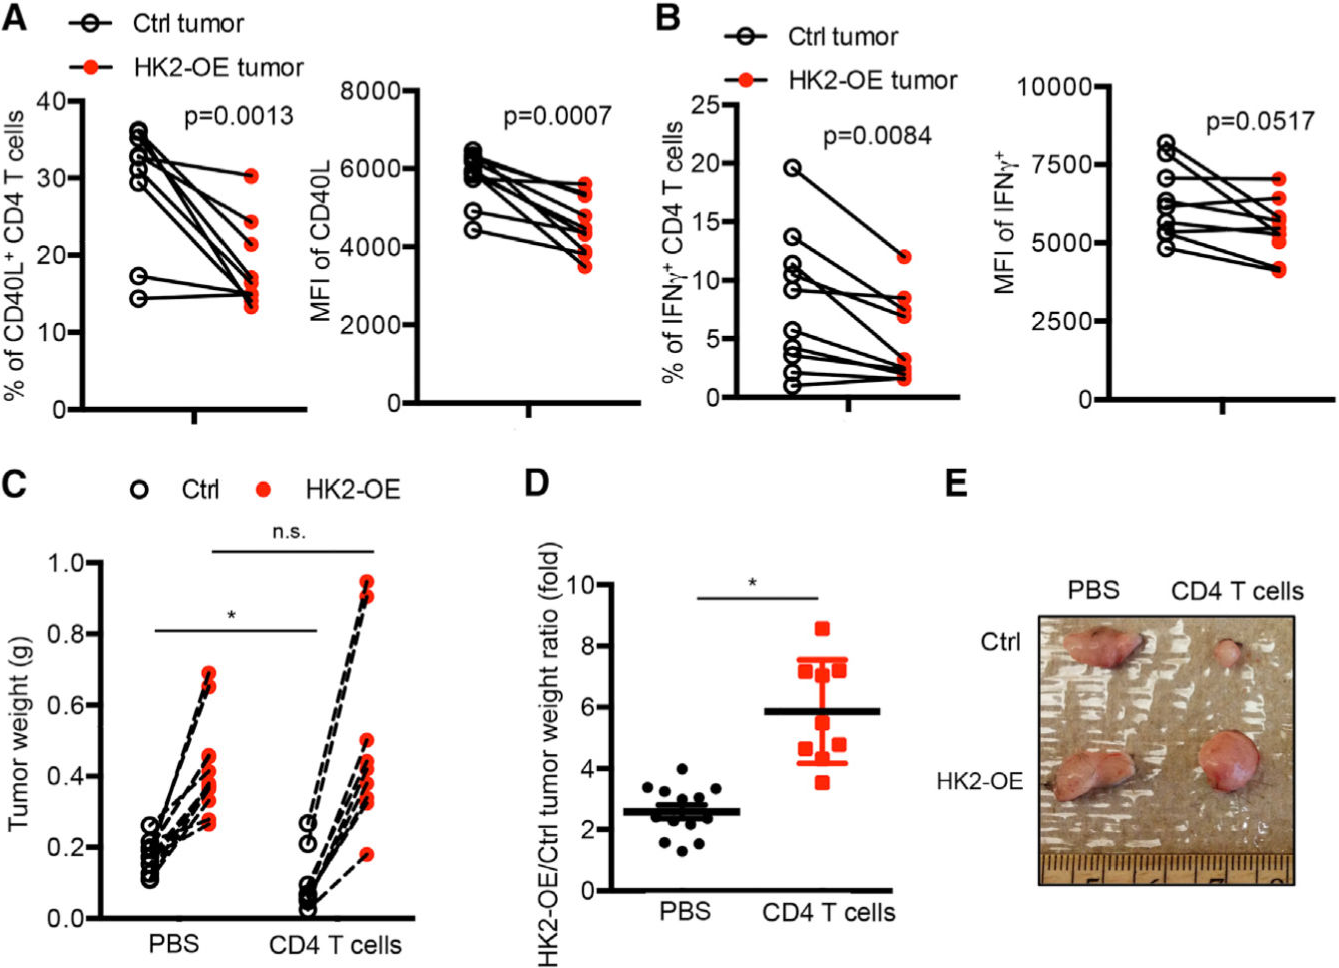 A
Ctrl tumor
HK2-OE tumor
% of CD40L+ CD4 T cells
40
30
20
10
0
p=0.0013
MFI of CD40L
8000
6000
4000
2000
0
p=0.0007
B
Ctrl tumor
HK2-OE tumor
% of IFNγ+ CD4 T cells
25
20
15
10
5
0
p=0.0084
MFI of IFNγ+
10000
7500
5000
2500
0
p=0.0517
C
Ctrl
HK2-OE
n.s.
*
Tumor weight (g)
1.0
0.8
0.6
0.4
0.2
0.0
PBS
CD4 T cells
D
HK2-OE/Ctrl tumor weight ratio (fold)
10
8
6
4
2
0
*
PBS
CD4 T cells
E
PBS
CD4 T cells
Ctrl
HK2-OE
5
6
7
8